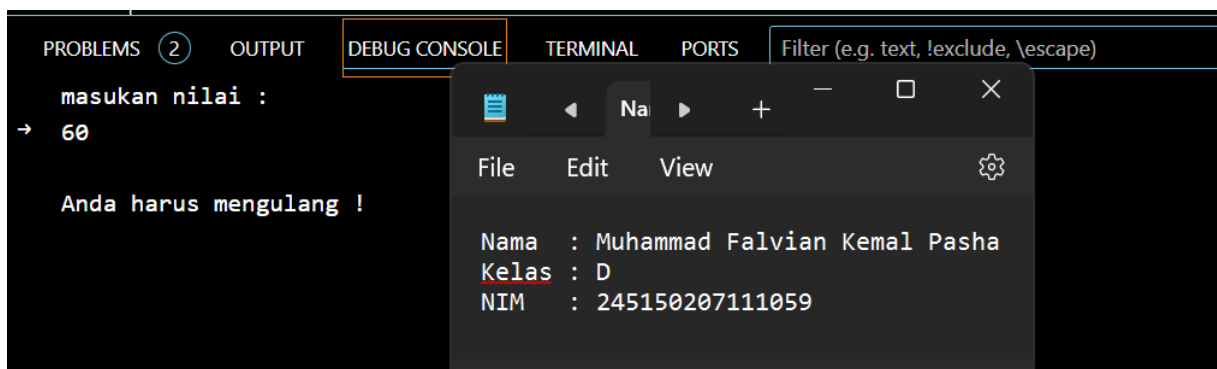 PROBLEMS 2 OUTPUT DEBUG CONSOLE TERMINAL PORTS Filter (e.g. text, !exclude, \escape)
masukan nilai :
60
Anda harus mengulang !
Na
File Edit View
Nama : Muhammad Falvian Kemal Pasha
Kelas : D
NIM : 245150207111059